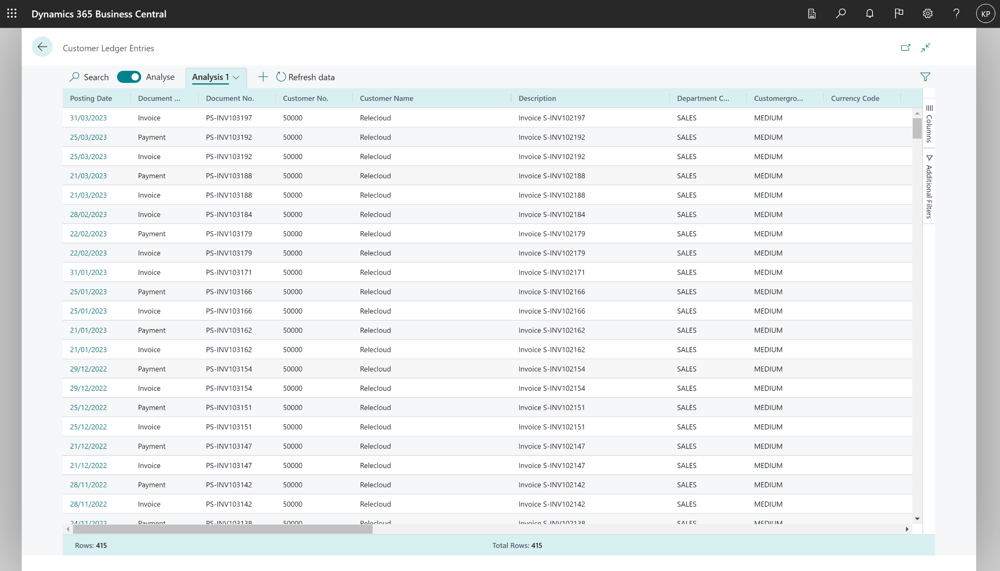 Dynamics 365 Business Central
KP
Customer Ledger Entries
Search Analyse Analysis 1 Refresh data
Posting Date Document ... Document No. Customer No. Customer Name Description Department C... Customergro... Currency Code
31/03/2023 Invoice PS-INV103197 50000 Relecloud Invoice S-INV102197 SALES MEDIUM
25/03/2023 Payment PS-INV103192 50000 Relecloud Invoice S-INV102192 SALES MEDIUM
25/03/2023 Invoice PS-INV103192 50000 Relecloud Invoice S-INV102192 SALES MEDIUM
21/03/2023 Payment PS-INV103188 50000 Relecloud Invoice S-INV102188 SALES MEDIUM
21/03/2023 Invoice PS-INV103188 50000 Relecloud Invoice S-INV102188 SALES MEDIUM
28/02/2023 Invoice PS-INV103184 50000 Relecloud Invoice S-INV102184 SALES MEDIUM
22/02/2023 Payment PS-INV103179 50000 Relecloud Invoice S-INV102179 SALES MEDIUM
22/02/2023 Invoice PS-INV103179 50000 Relecloud Invoice S-INV102179 SALES MEDIUM
31/01/2023 Invoice PS-INV103171 50000 Relecloud Invoice S-INV102171 SALES MEDIUM
25/01/2023 Payment PS-INV103166 50000 Relecloud Invoice S-INV102166 SALES MEDIUM
25/01/2023 Invoice PS-INV103166 50000 Relecloud Invoice S-INV102166 SALES MEDIUM
21/01/2023 Payment PS-INV103162 50000 Relecloud Invoice S-INV102162 SALES MEDIUM
21/01/2023 Invoice PS-INV103162 50000 Relecloud Invoice S-INV102162 SALES MEDIUM
29/12/2022 Payment PS-INV103154 50000 Relecloud Invoice S-INV102154 SALES MEDIUM
29/12/2022 Invoice PS-INV103154 50000 Relecloud Invoice S-INV102154 SALES MEDIUM
25/12/2022 Payment PS-INV103151 50000 Relecloud Invoice S-INV102151 SALES MEDIUM
25/12/2022 Invoice PS-INV103151 50000 Relecloud Invoice S-INV102151 SALES MEDIUM
21/12/2022 Payment PS-INV103147 50000 Relecloud Invoice S-INV102147 SALES MEDIUM
21/12/2022 Invoice PS-INV103147 50000 Relecloud Invoice S-INV102147 SALES MEDIUM
28/11/2022 Payment PS-INV103142 50000 Relecloud Invoice S-INV102142 SALES MEDIUM
28/11/2022 Invoice PS-INV103142 50000 Relecloud Invoice S-INV102142 SALES MEDIUM
24/11/2022 Payment PS-INV103138 50000 Relecloud Invoice S-INV102138 SALES MEDIUM
Columns
Additional Filters
Rows: 415 Total Rows: 415